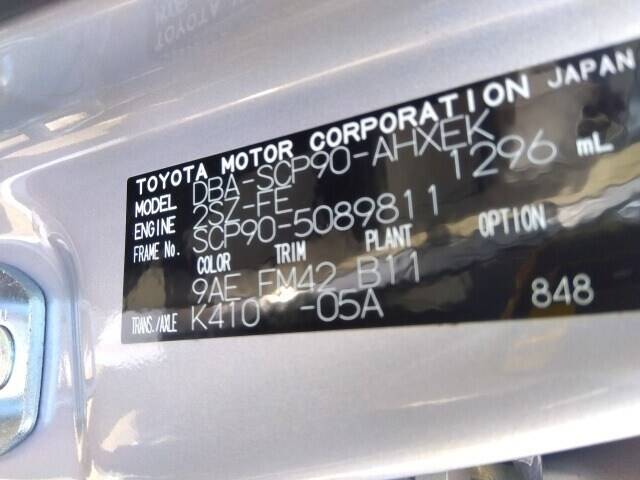 TOYOTA MOTOR CORPORATION JAPAN
MODEL DBA-SCP90-AHXEK
ENGINE 2SZ-FE 1296 mL
FRAME No. SCP90-5089811
COLOR TRIM PLANT OPTION
9AE FM42 B11
TRANS./AXLE K410 -05A 848